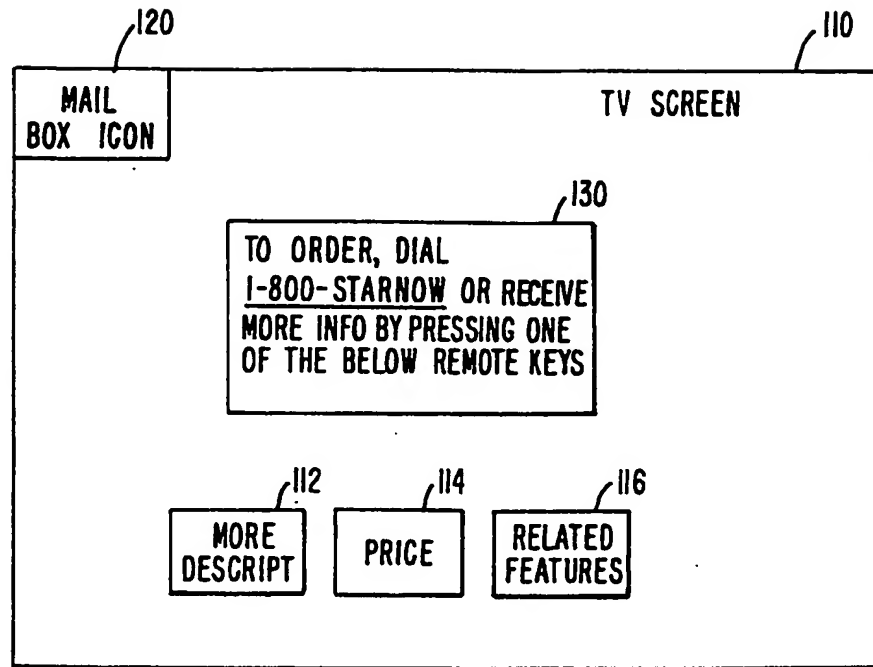 120
110
MAIL
BOX ICON
TV SCREEN
130
TO ORDER, DIAL
1-800-STARNOW OR RECEIVE
MORE INFO BY PRESSING ONE
OF THE BELOW REMOTE KEYS
112
114
116
MORE
DESCRIPT
PRICE
RELATED
FEATURES